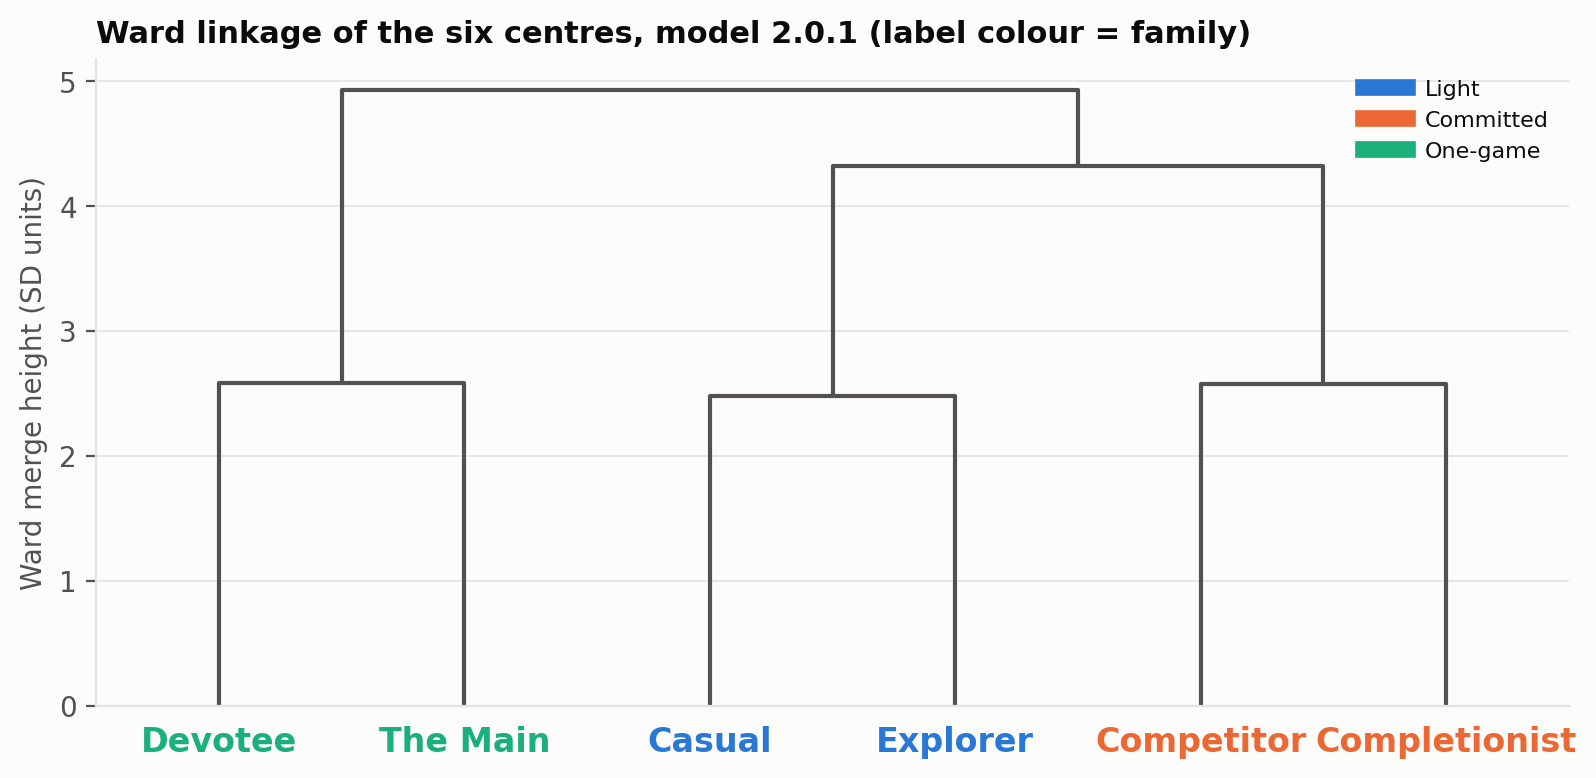 Ward linkage of the six centres, model 2.0.1 (label colour = family)
Light
Committed
One-game
Ward merge height (SD units)
5
4
3
2
1
0
Devotee The Main Casual Explorer Competitor Completionist